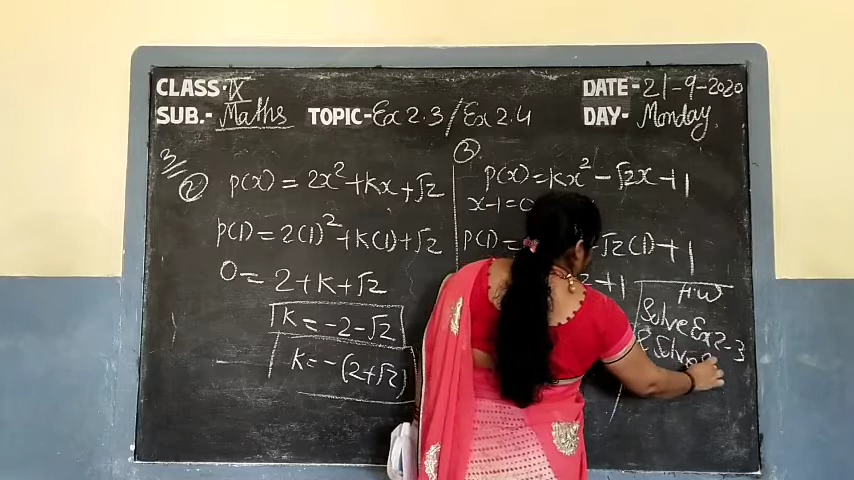 CLASS- IX
SUB.- Maths
TOPIC- Ex 2.3/Ex 2.4
DATE- 21-9-2020
DAY- Monday
3/
②
p(x) = 2x² + Kx + √2
p(1) = 2(1)² + K(1) + √2
0 = 2 + K + √2
K = -2 - √2
K = -(2 + √2)
③
p(x) = Kx² - √2x + 1
x - 1 = 0
p(1) = - √2(1) + 1
2 + 1
H.W
Solve Ex 2-3
Solve